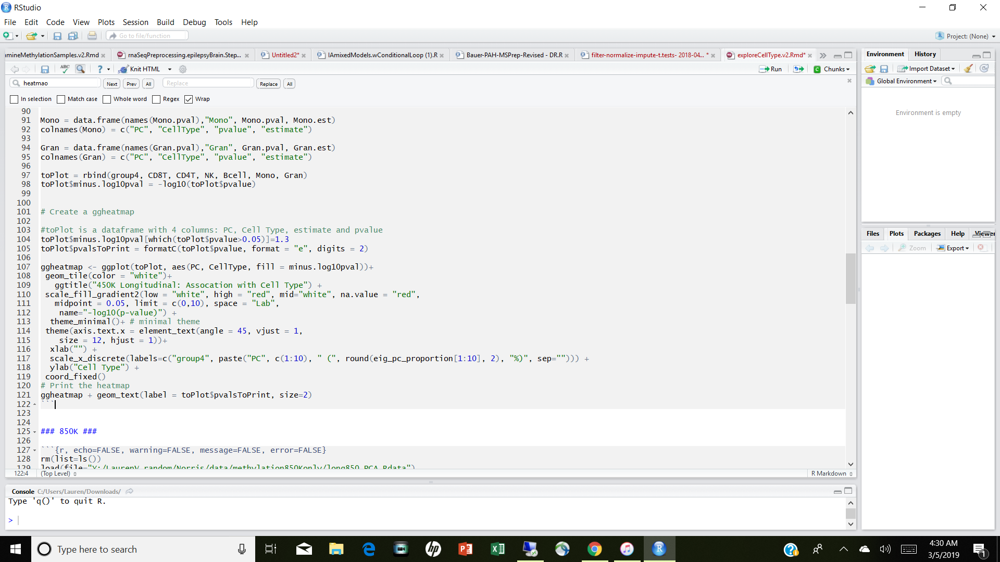 RStudio
File Edit Code View Plots Session Build Debug Tools Help
Go to file/function
Project: (None)
mineMethylationSamples.v2.Rmd rnaSeqPreprocessing.epilepsyBrain.Step... Untitled2* IAmixedModels.wConditionalLoop (1).R Bauer-PAH-MSPrep-Revised - DR.R filter-normalize-impute-t.tests- 2018-04... * exploreCellType.v2.Rmd*
Environment History
ABC ? Knit HTML Run Chunks
Import Dataset
Global Environment
Environment is empty
heatmao Next Prev All Replace Replace All
In selection Match case Whole word Regex Wrap
90
91 Mono = data.frame(names(Mono.pval),"Mono", Mono.pval, Mono.est)
92 colnames(Mono) = c("PC", "CellType", "pvalue", "estimate")
93
94 Gran = data.frame(names(Gran.pval),"Gran", Gran.pval, Gran.est)
95 colnames(Gran) = c("PC", "CellType", "pvalue", "estimate")
96
97 toPlot = rbind(group4, CD8T, CD4T, NK, Bcell, Mono, Gran)
98 toPlot$minus.log10pval = -log10(toPlot$pvalue)
99
100
101 # Create a ggheatmap
102
103 #toPlot is a dataframe with 4 columns: PC, Cell Type, estimate and pvalue
104 toPlot$minus.log10pval[which(toPlot$pvalue>0.05)]=1.3
105 toPlot$pvalsToPrint = formatC(toPlot$pvalue, format = "e", digits = 2)
106
107 ggheatmap <- ggplot(toPlot, aes(PC, CellType, fill = minus.log10pval))+
108 geom_tile(color = "white")+
109 ggtitle("450K Longitudinal: Assocation with Cell Type") +
110 scale_fill_gradient2(low = "white", high = "red", mid="white", na.value = "red",
111 midpoint = 0.05, limit = c(0,10), space = "Lab",
112 name="-log10(p-value)") +
113 theme_minimal()+ # minimal theme
114 theme(axis.text.x = element_text(angle = 45, vjust = 1,
115 size = 12, hjust = 1))+
116 xlab("") +
117 scale_x_discrete(labels=c("group4", paste("PC", c(1:10), " (", round(eig_pc_proportion[1:10], 2), "%)", sep=""))) +
118 ylab("Cell Type") +
119 coord_fixed()
120 # Print the heatmap
121 ggheatmap + geom_text(label = toPlot$pvalsToPrint, size=2)
122 ```
123
124
125 ### 850K ###
126
127 ```{r, echo=FALSE, warning=FALSE, message=FALSE, error=FALSE}
128 rm(list=ls())
129 load(file="Y:/LaurenV random/Norris/data/methylation850Konly/long850 PCA Rdata")
122:4 (Top Level) R Markdown
Files Plots Packages Help Viewer
Zoom Export
Console C:/Users/Lauren/Downloads/
Type 'q()' to quit R.
>
Type here to search
4:30 AM
3/5/2019
1